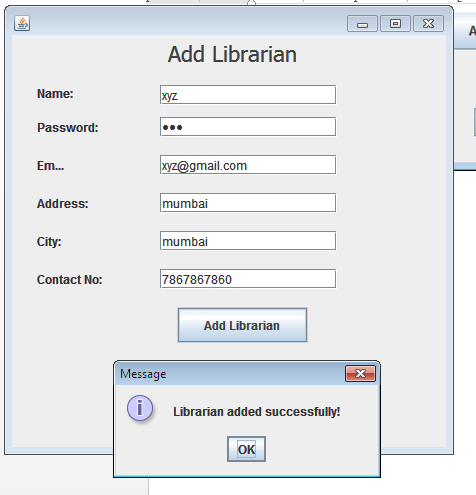 Add Librarian
Name: xyz
Password: •••
Em... xyz@gmail.com
Address: mumbai
City: mumbai
Contact No: 7867867860
Add Librarian
Message
Librarian added successfully!
OK